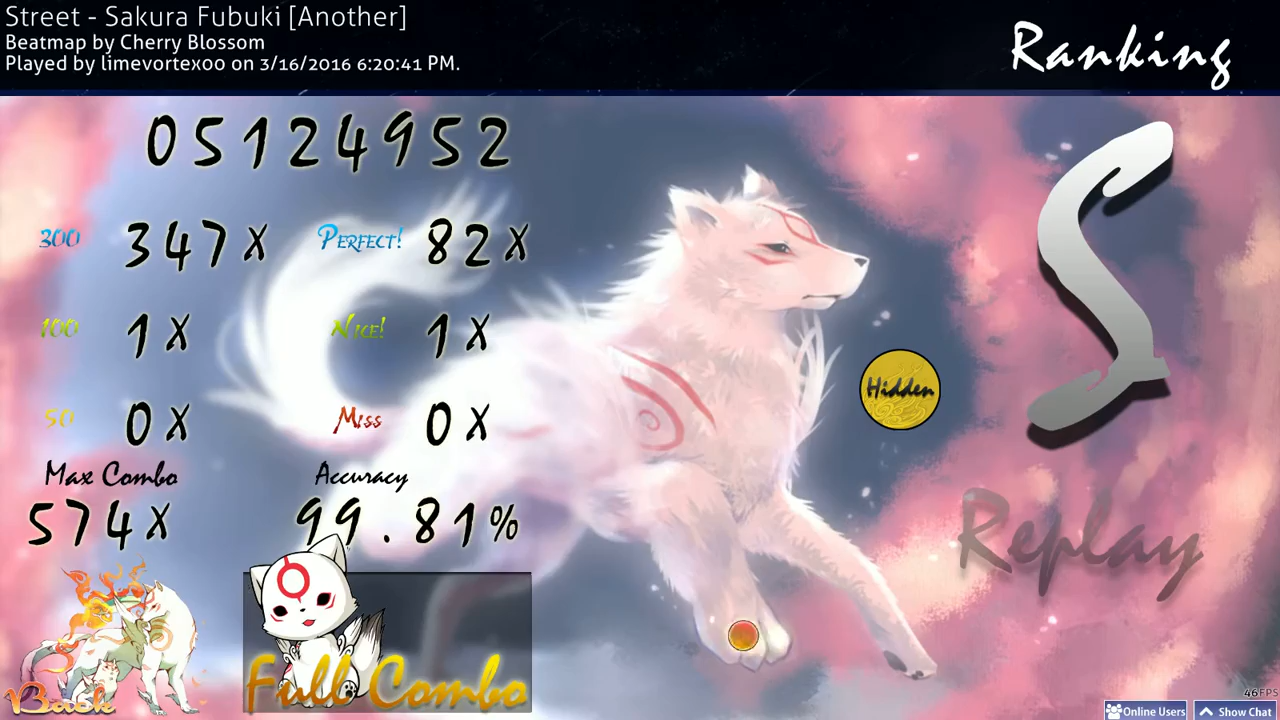 Street - Sakura Fubuki [Another]
Beatmap by Cherry Blossom
Played by limevortex00 on 3/16/2016 6:20:41 PM.
Ranking
05124952
300 347X Perfect! 82X
100 1X Nice! 1X
50 0X Miss 0X
Hidden
Max Combo Accuracy
574X 99.81%
Replay
Back
Full Combo
46FPS
Online Users Show Chat